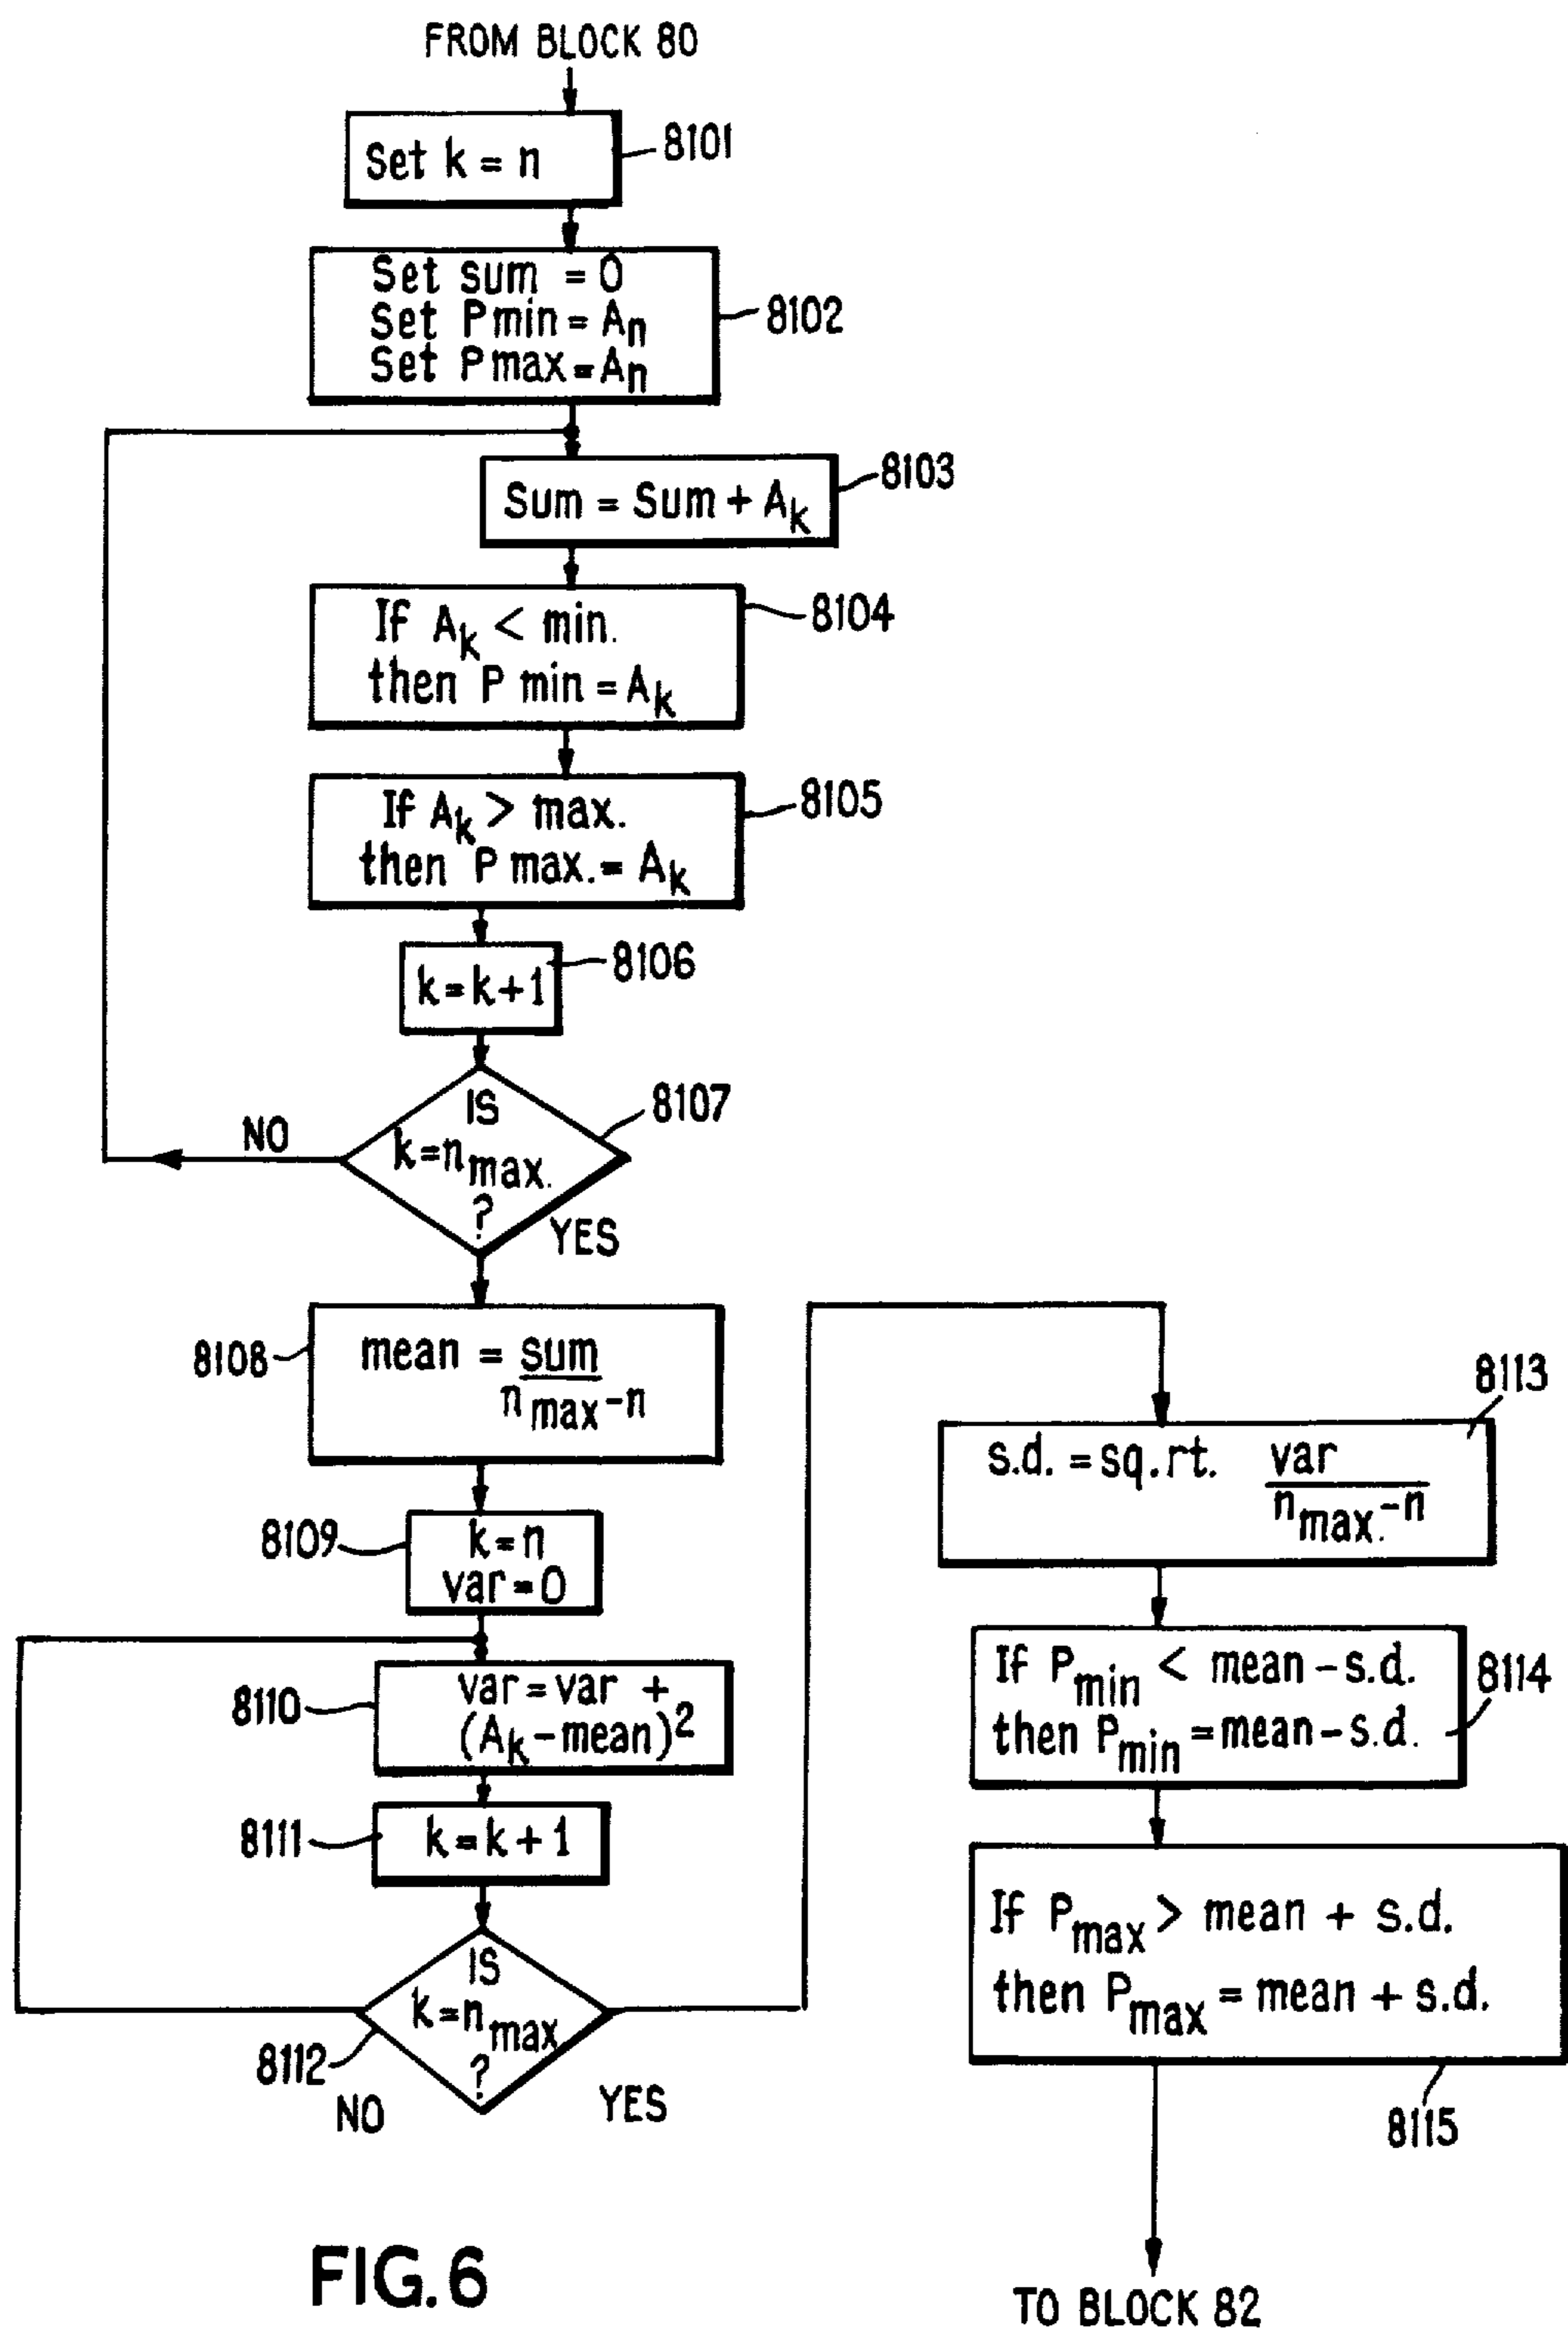 FROM BLOCK 80
Set k = n
8101
Set sum = 0
Set Pmin = An
Set Pmax = An
8102
Sum = Sum + Ak
8103
If Ak < min.
then P min = Ak
8104
If Ak > max.
then P max. = Ak
8105
k = k + 1
8106
IS
k = nmax.
?
8107
NO
YES
mean = sum
nmax - n
8108
k = n
var = 0
8109
var = var +
(Ak - mean)2
8110
k = k + 1
8111
IS
k = nmax
?
8112
NO
YES
s.d. = sq.rt. var
nmax. - n
8113
If Pmin < mean - s.d.
then Pmin = mean - s.d.
8114
If Pmax > mean + s.d.
then Pmax = mean + s.d.
8115
TO BLOCK 82
FIG. 6